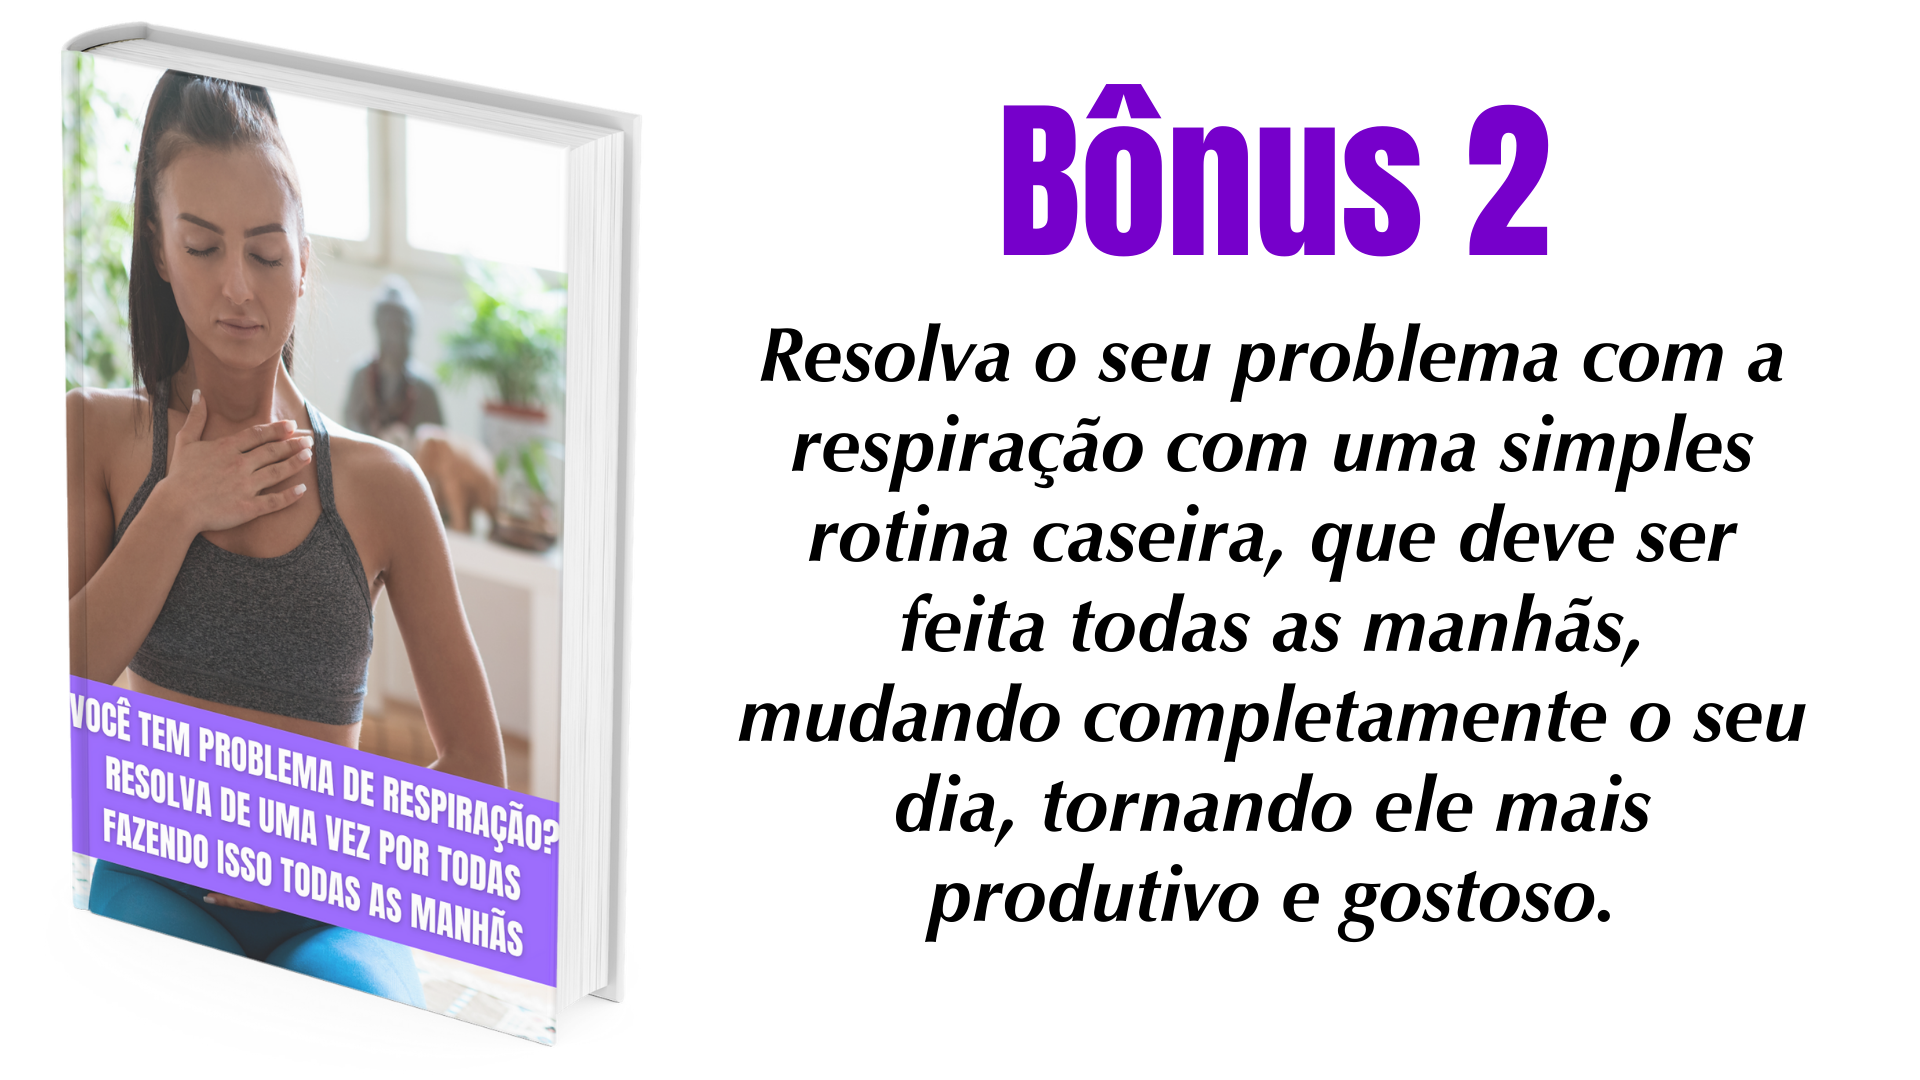 Bônus 2
Resolva o seu problema com a
respiração com uma simples
rotina caseira, que deve ser
feita todas as manhãs,
mudando completamente o seu
dia, tornando ele mais
produtivo e gostoso.
VOCÊ TEM PROBLEMA DE RESPIRAÇÃO?
RESOLVA DE UMA VEZ POR TODAS
FAZENDO ISSO TODAS AS MANHÃS